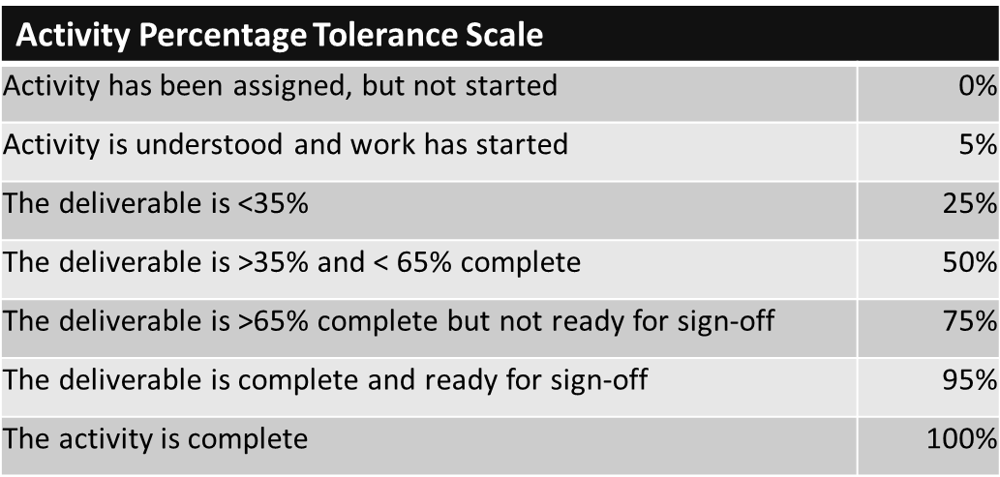 Activity Percentage Tolerance Scale
Activity has been assigned, but not started 0%
Activity is understood and work has started 5%
The deliverable is <35% 25%
The deliverable is >35% and < 65% complete 50%
The deliverable is >65% complete but not ready for sign-off 75%
The deliverable is complete and ready for sign-off 95%
The activity is complete 100%